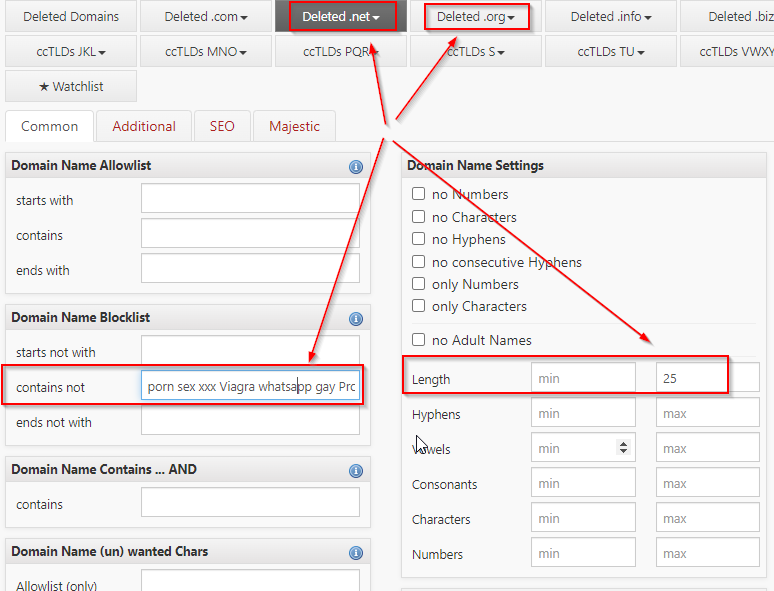 Deleted Domains Deleted .com Deleted .net Deleted .org Deleted .info Deleted .biz
ccTLDs JKL ccTLDs MNO ccTLDs PQR ccTLDs S ccTLDs TU ccTLDs VWXY
★ Watchlist
Common Additional SEO Majestic
Domain Name Allowlist
starts with
contains
ends with
Domain Name Blocklist
starts not with
contains not porn sex xxx Viagra whatsapp gay Prc
ends not with
Domain Name Contains ... AND
contains
Domain Name (un) wanted Chars
Allowlist (only)
Domain Name Settings
no Numbers
no Characters
no Hyphens
no consecutive Hyphens
only Numbers
only Characters
no Adult Names
Length min 25
Hyphens min max
Vowels min max
Consonants min max
Characters min max
Numbers min max